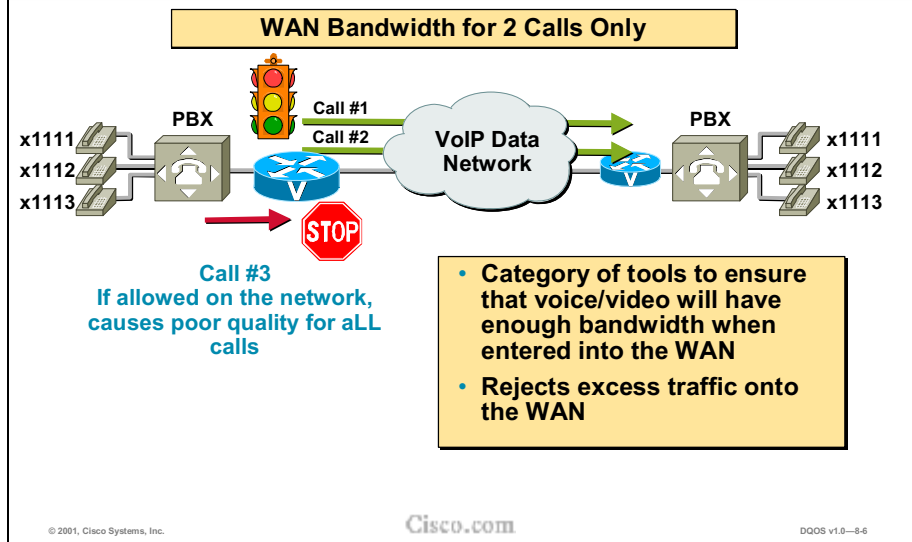 WAN Bandwidth for 2 Calls Only
Call #1
Call #2
PBX
x1111
x1112
x1113
V
VoIP Data
Network
V
PBX
x1111
x1112
x1113
STOP
Call #3
If allowed on the network,
causes poor quality for aLL
calls
• Category of tools to ensure
that voice/video will have
enough bandwidth when
entered into the WAN
• Rejects excess traffic onto
the WAN
© 2001, Cisco Systems, Inc.
Cisco.com
DQOS v1.0—8-6